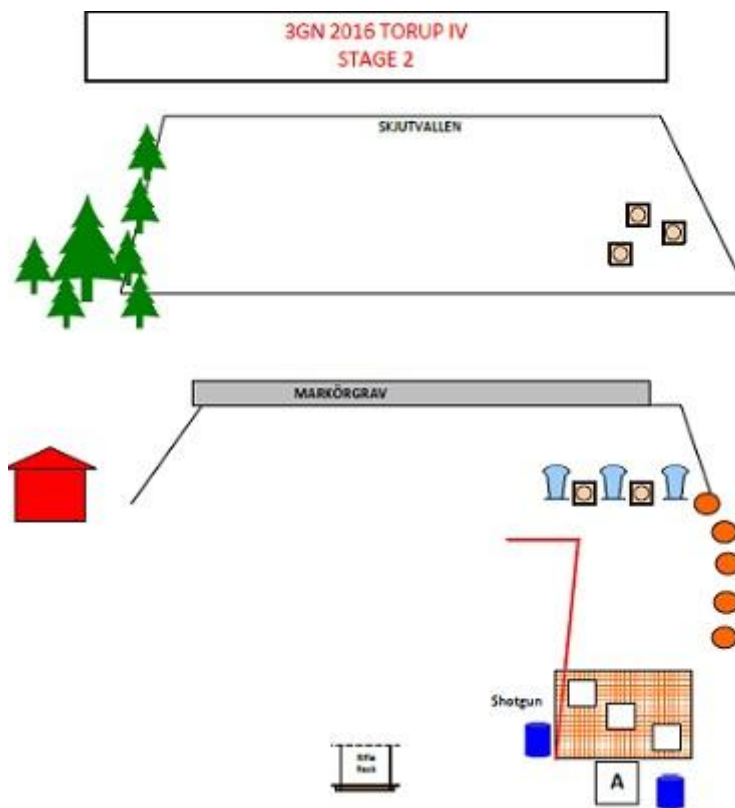 3GN 2016 TORUP IV
STAGE 2
SKJUTVALLEN
MARKÖRGRAV
Shotgun
Rifle
Rack
A